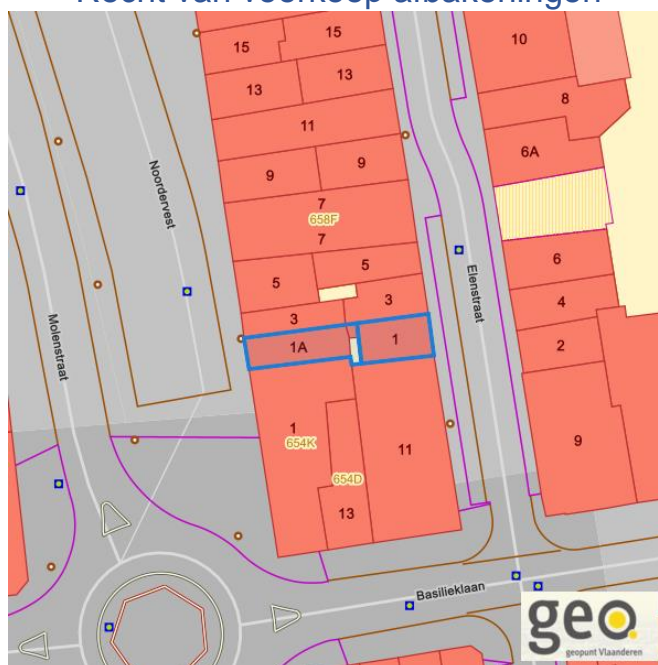 Recht van voorkoop afbakeningen
15
15
10
13
13
8
11
6A
9
9
Noordervest
7
658F
7
Elenstraat
6
5
5
4
3
3
Molenstraat
1A
1
2
1
654K
11
9
654D
13
Basilieklaan
geo.
geopunt Vlaanderen